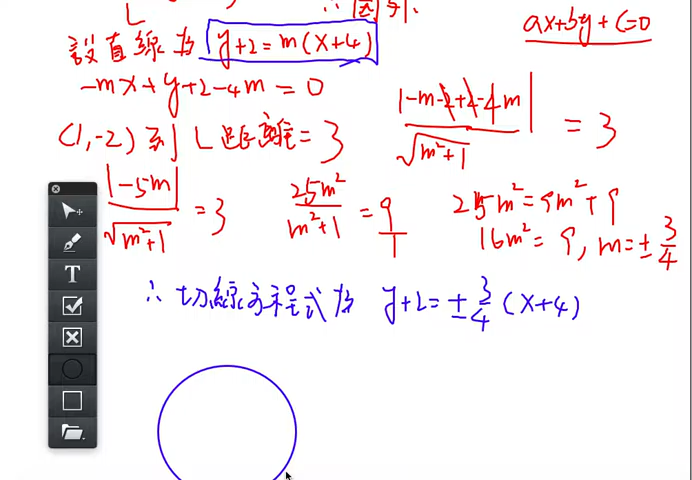 L
∴ 圓外.
ax+by+c=0
設直線為 y+2=m(x+4)
-mx+y+2-4m=0
(1,-2)到L距離=3
|-m-2+2-4m| / √(m²+1) = 3
|-5m| / √(m²+1) = 3
25m² / (m²+1) = 9/1
25m²=9m²+9
16m²=9, m=±3/4
∴ 切線方程式為 y+2=±3/4(x+4)
T